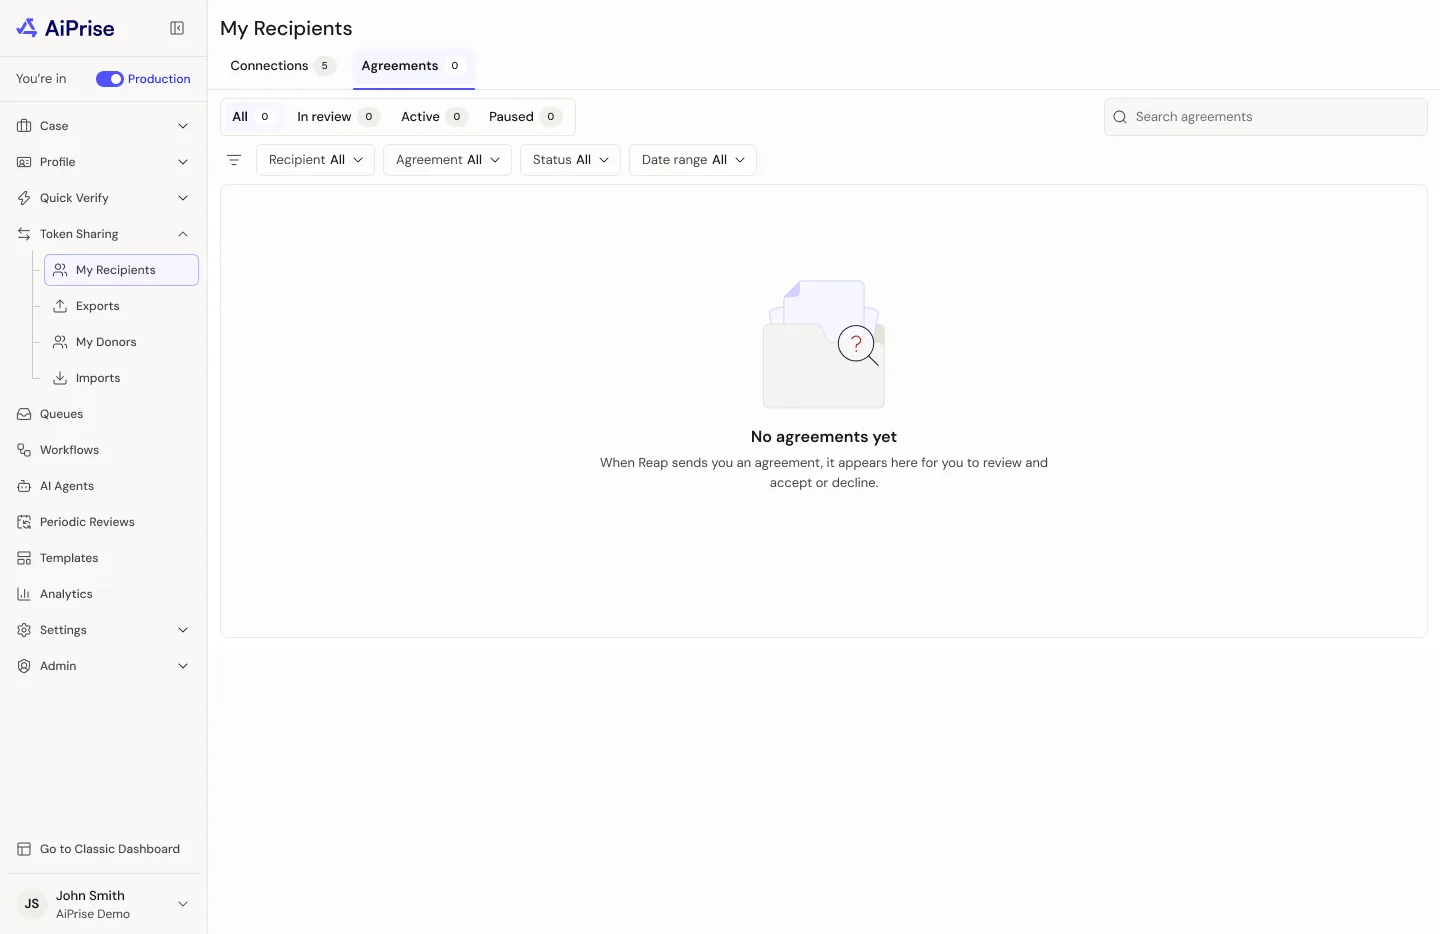 AiPrise
You're in
Production
Case
Profile
Quick Verify
Token Sharing
My Recipients
Exports
My Donors
Imports
Queues
Workflows
AI Agents
Periodic Reviews
Templates
Analytics
Settings
Admin
Go to Classic Dashboard
JS
John Smith
AiPrise Demo
My Recipients
Connections 5
Agreements 0
All 0
In review 0
Active 0
Paused 0
Search agreements
Recipient All
Agreement All
Status All
Date range All
?
No agreements yet
When Reap sends you an agreement, it appears here for you to review and
accept or decline.